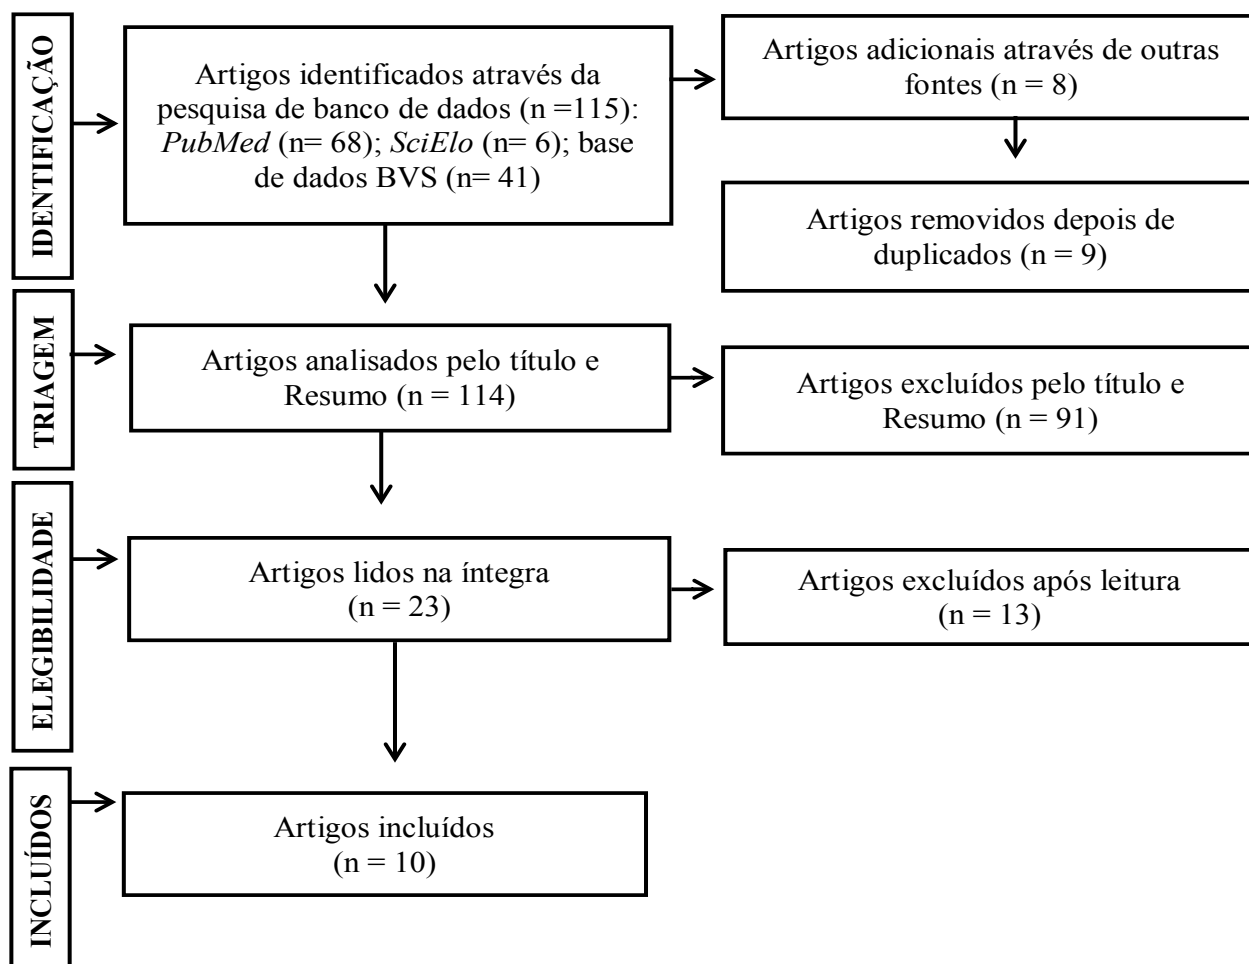 IDENTIFICAÇÃO
Artigos identificados através da
pesquisa de banco de dados (n =115):
PubMed (n= 68); SciElo (n= 6); base
de dados BVS (n= 41)
Artigos adicionais através de outras
fontes (n = 8)
Artigos removidos depois de
duplicados (n = 9)
TRIAGEM
Artigos analisados pelo título e
Resumo (n = 114)
Artigos excluídos pelo título e
Resumo (n = 91)
ELEGIBILIDADE
Artigos lidos na íntegra
(n = 23)
Artigos excluídos após leitura
(n = 13)
INCLUÍDOS
Artigos incluídos
(n = 10)